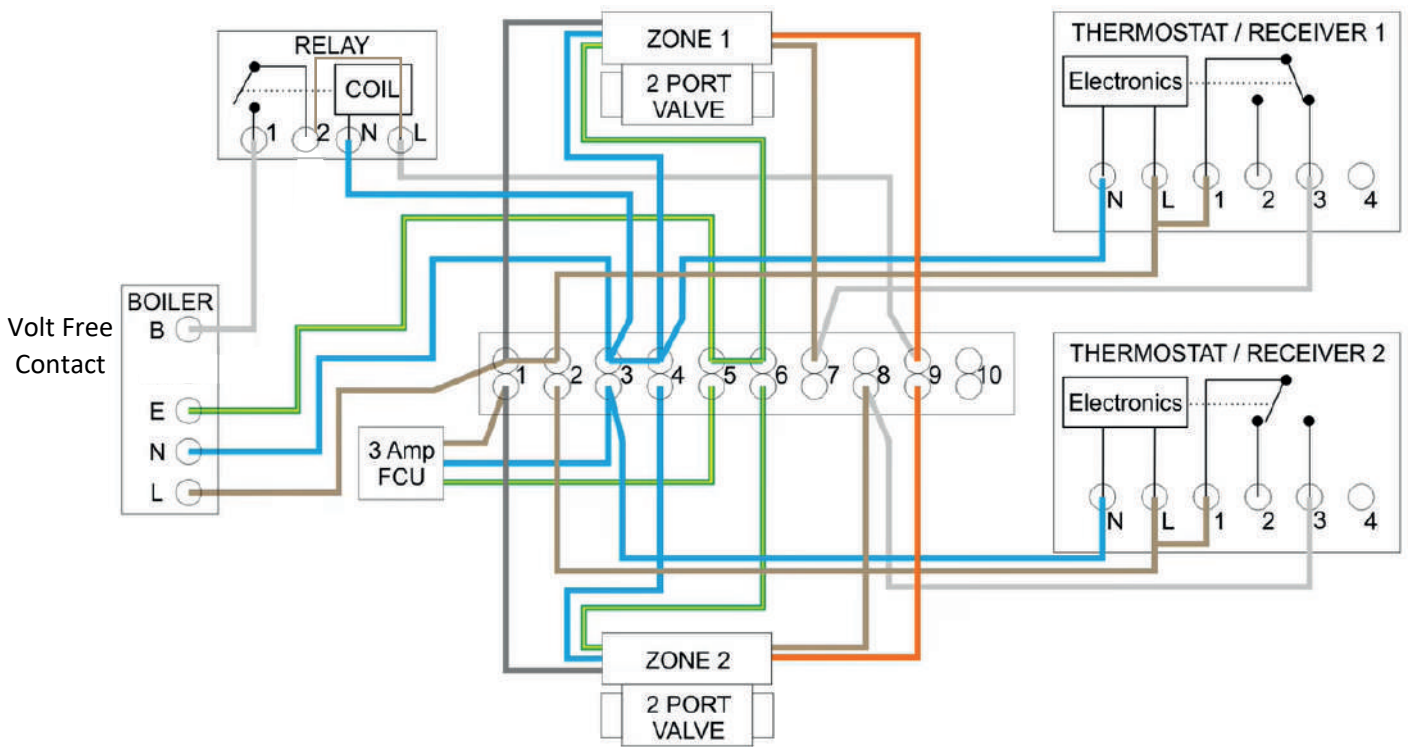 RELAY
COIL
1
2
N
L
ZONE 1
2 PORT
VALVE
THERMOSTAT / RECEIVER 1
Electronics
N
L
1
2
3
4
Volt Free
Contact
BOILER
B
E
N
L
3 Amp
FCU
1
2
3
4
5
6
7
8
9
10
THERMOSTAT / RECEIVER 2
Electronics
N
L
1
2
3
4
ZONE 2
2 PORT
VALVE